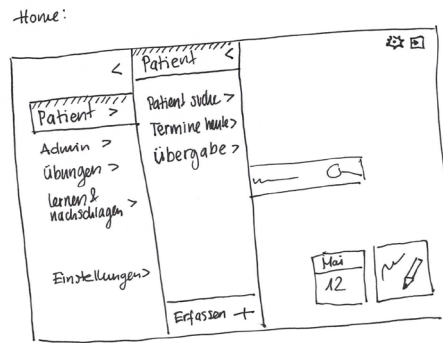 Home:
Patient >
Admin >
Übungen >
lernen &
nachschlagen >
Einstellungen>
Patient <
Patient suche >
Termine heute>
Übergabe >
Erfassen +
Mai
12